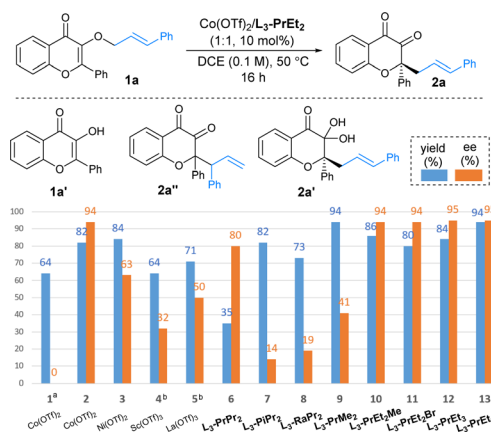 Co(OTf)₂/L₃-PrEt₂
(1:1, 10 mol%)
DCE (0.1 M), 50 °C
16 h
O
O
O
Ph
Ph
1a
O
O
O
Ph
Ph
2a
O
OH
O
Ph
1a'
O
O
O
Ph
Ph
2a''
O
OH
OH
O
Ph
Ph
2a'
yield (%)
ee (%)
100
90
80
70
60
50
40
30
20
10
0
64
0
82
94
84
63
64
32
71
50
35
80
82
14
73
19
94
41
86
94
80
94
84
95
94
1ᵃ
2
3
4ᵇ
5ᵇ
6
7
8
9
10
11
12
13
Co(OTf)₂
Co(OTf)₂
Ni(OTf)₂
Sc(OTf)₃
La(OTf)₃
L₃-PrPr₂
L₃-PiPr₂
L₃-RaPr₂
L₃-PrMe₂
L₃-PrEt₂Me
L₃-PrEt₂Br
L₃-PrEt₃